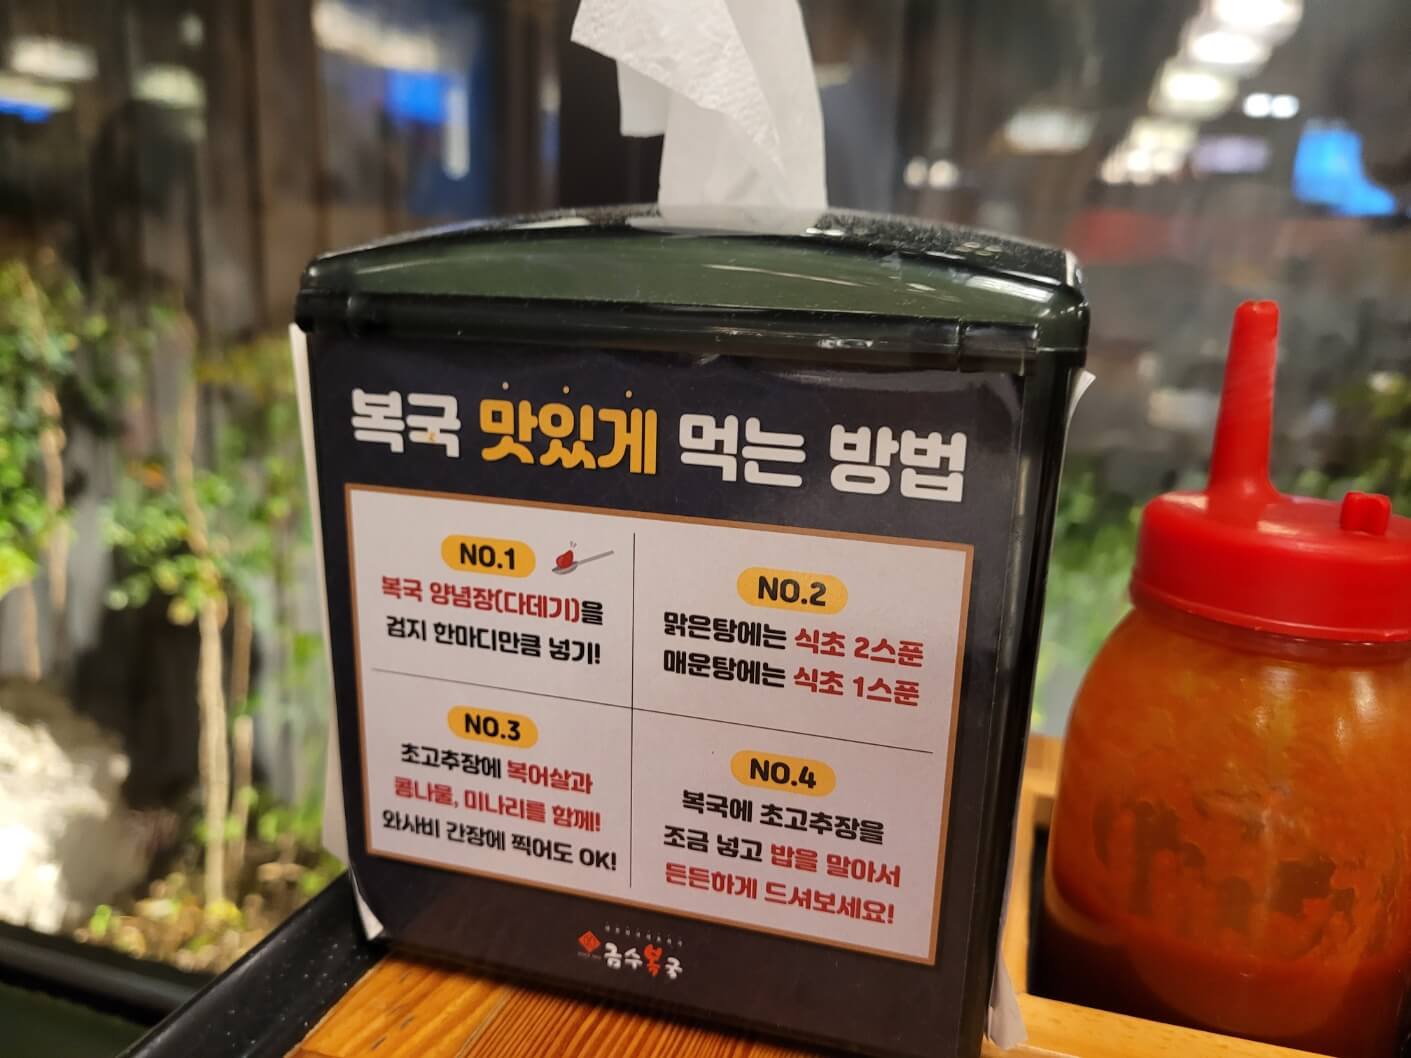 복국 맛있게 먹는 방법
NO.1
복국 양념장(다데기)을
검지 한마디만큼 넣기!
NO.2
맑은탕에는 식초 2스푼
매운탕에는 식초 1스푼
NO.3
초고추장에 복어살과
콩나물, 미나리를 함께!
와사비 간장에 찍어도 OK!
NO.4
복국에 초고추장을
조금 넣고 밥을 말아서
든든하게 드셔보세요!
금수복국